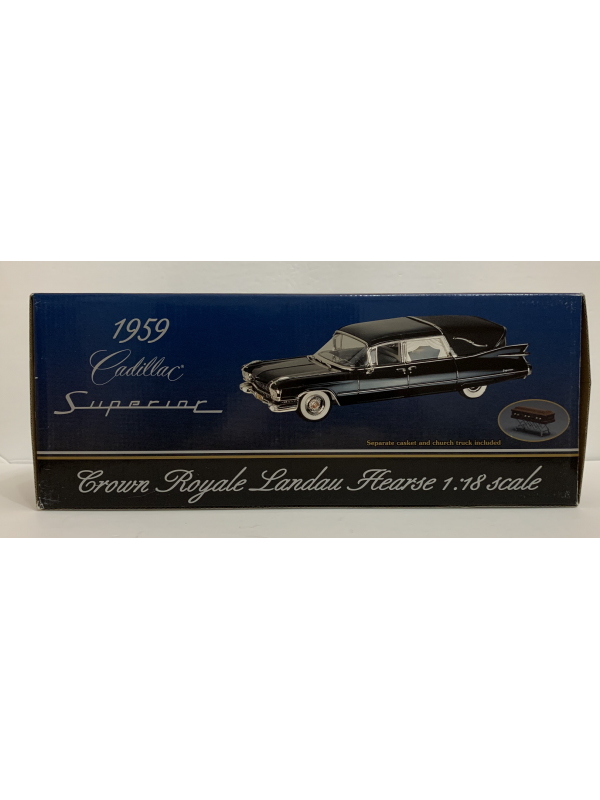 1959
Cadillac
Superior
Separate casket and church truck included
Crown Royale Landau Hearse 1:18 scale